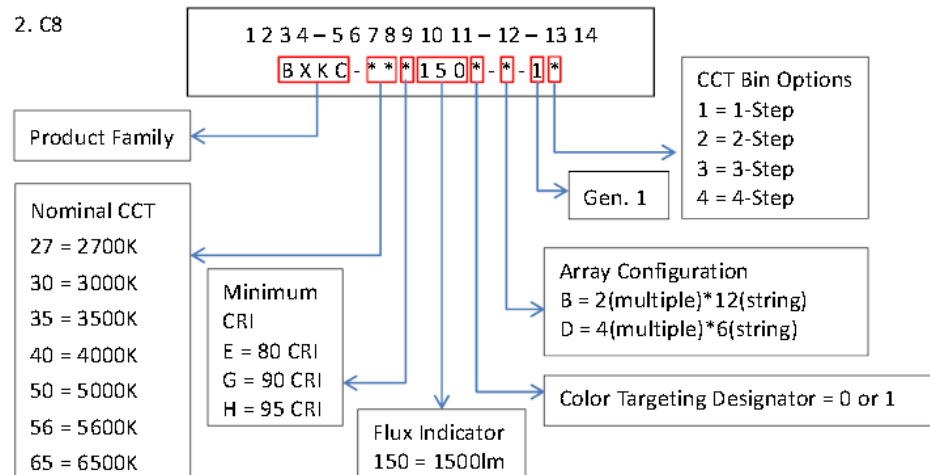 2. C8
1 2 3 4 – 5 6 7 8 9 10 11 – 12 – 13 14
B X K C - * * * 1 5 0 * - * - 1 *
Product Family
Nominal CCT
27 = 2700K
30 = 3000K
35 = 3500K
40 = 4000K
50 = 5000K
56 = 5600K
65 = 6500K
Minimum
CRI
E = 80 CRI
G = 90 CRI
H = 95 CRI
Flux Indicator
150 = 1500lm
Color Targeting Designator = 0 or 1
Array Configuration
B = 2(multiple)*12(string)
D = 4(multiple)*6(string)
Gen. 1
CCT Bin Options
1 = 1-Step
2 = 2-Step
3 = 3-Step
4 = 4-Step